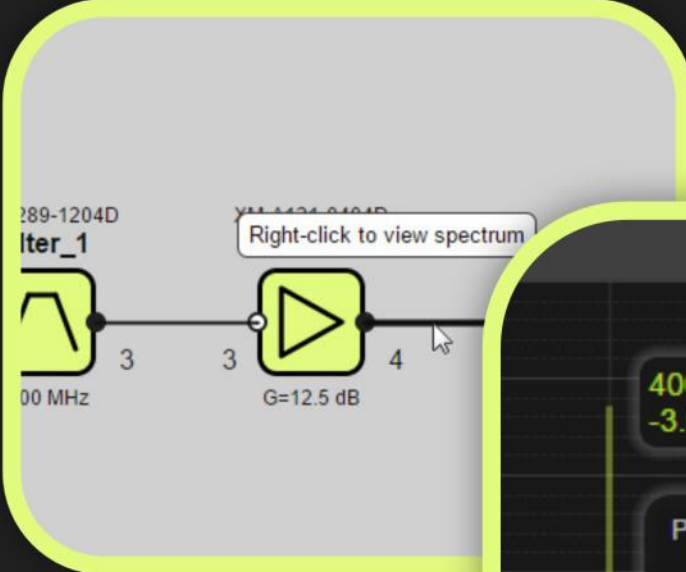 289-1204D
lter_1
Right-click to view spectrum
3
3
4
00 MHz
G=12.5 dB
40
-3.
P